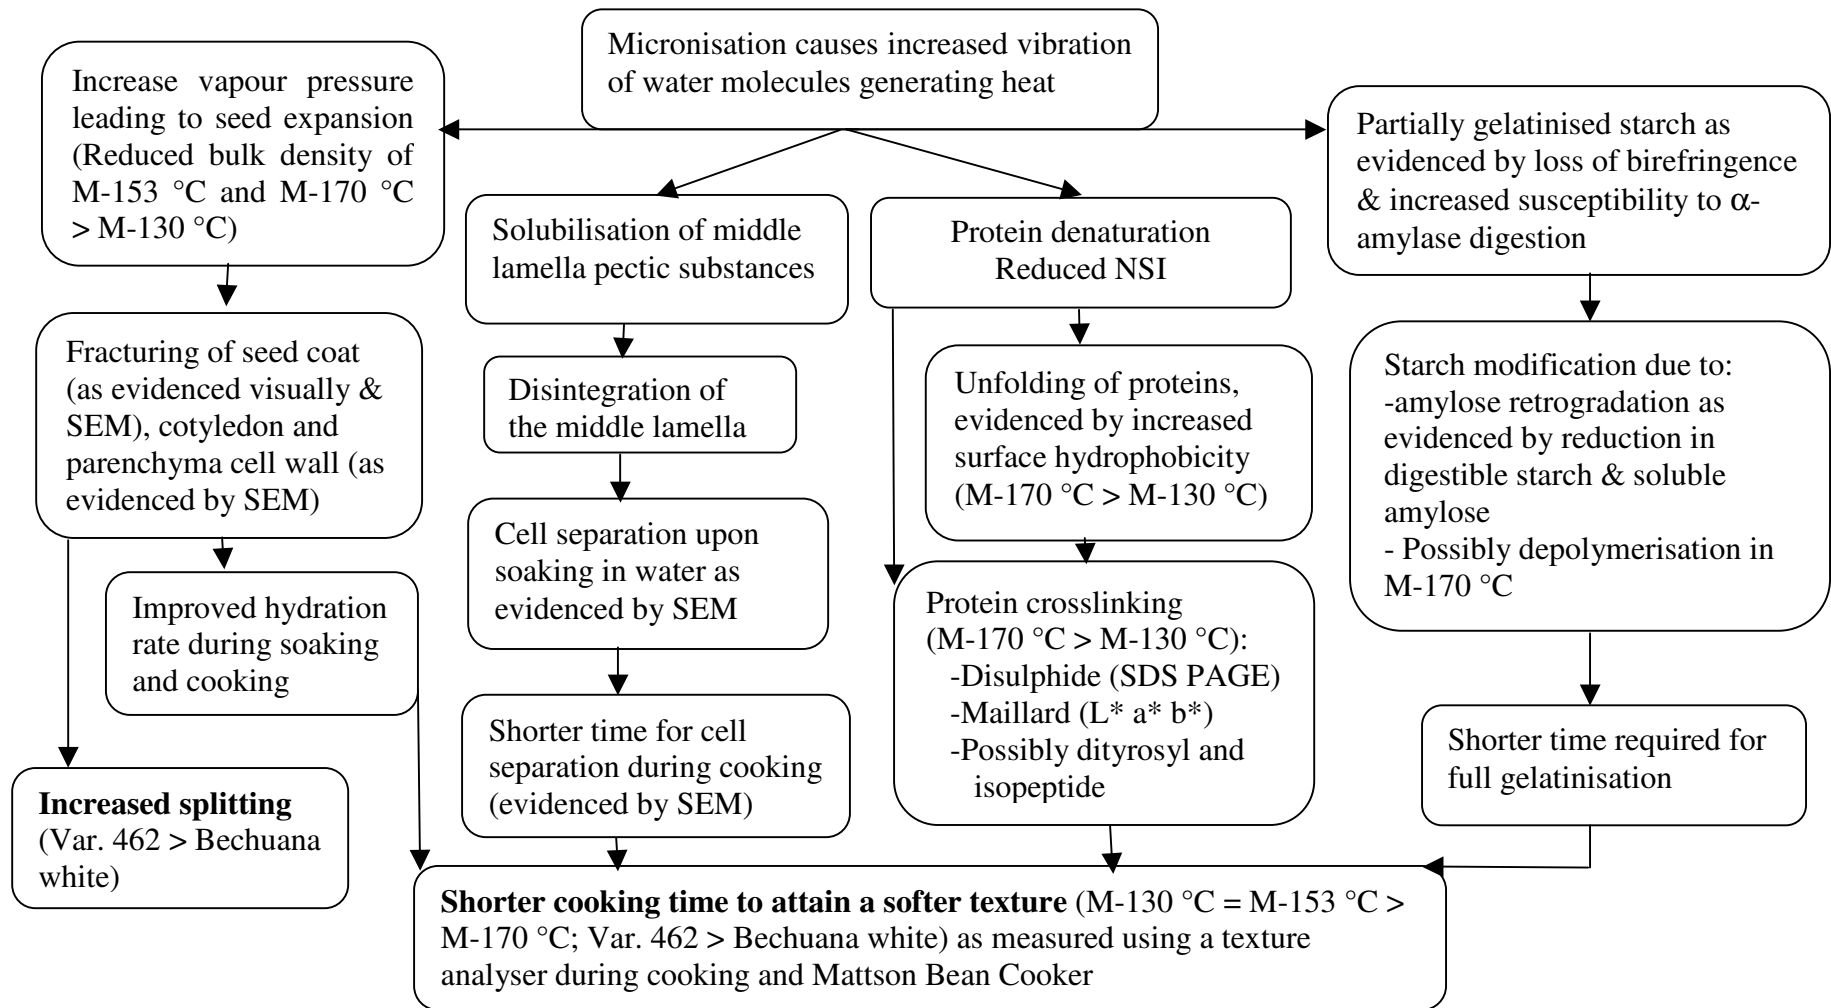 Micronisation causes increased vibration
of water molecules generating heat
Increase vapour pressure
leading to seed expansion
(Reduced bulk density of
M-153 °C and M-170 °C
> M-130 °C)
Partially gelatinised starch as
evidenced by loss of birefringence
& increased susceptibility to α-
amylase digestion
Solubilisation of middle
lamella pectic substances
Protein denaturation
Reduced NSI
Fracturing of seed coat
(as evidenced visually &
SEM), cotyledon and
parenchyma cell wall (as
evidenced by SEM)
Disintegration of
the middle lamella
Unfolding of proteins,
evidenced by increased
surface hydrophobicity
(M-170 °C > M-130 °C)
Starch modification due to:
-amylose retrogradation as
evidenced by reduction in
digestible starch & soluble
amylose
- Possibly depolymerisation in
M-170 °C
Cell separation upon
soaking in water as
evidenced by SEM
Improved hydration
rate during soaking
and cooking
Protein crosslinking
(M-170 °C > M-130 °C):
-Disulphide (SDS PAGE)
-Maillard (L* a* b*)
-Possibly dityrosyl and
isopeptide
Shorter time for cell
separation during cooking
(evidenced by SEM)
Shorter time required for
full gelatinisation
Increased splitting
(Var. 462 > Bechuana
white)
Shorter cooking time to attain a softer texture (M-130 °C = M-153 °C >
M-170 °C; Var. 462 > Bechuana white) as measured using a texture
analyser during cooking and Mattson Bean Cooker